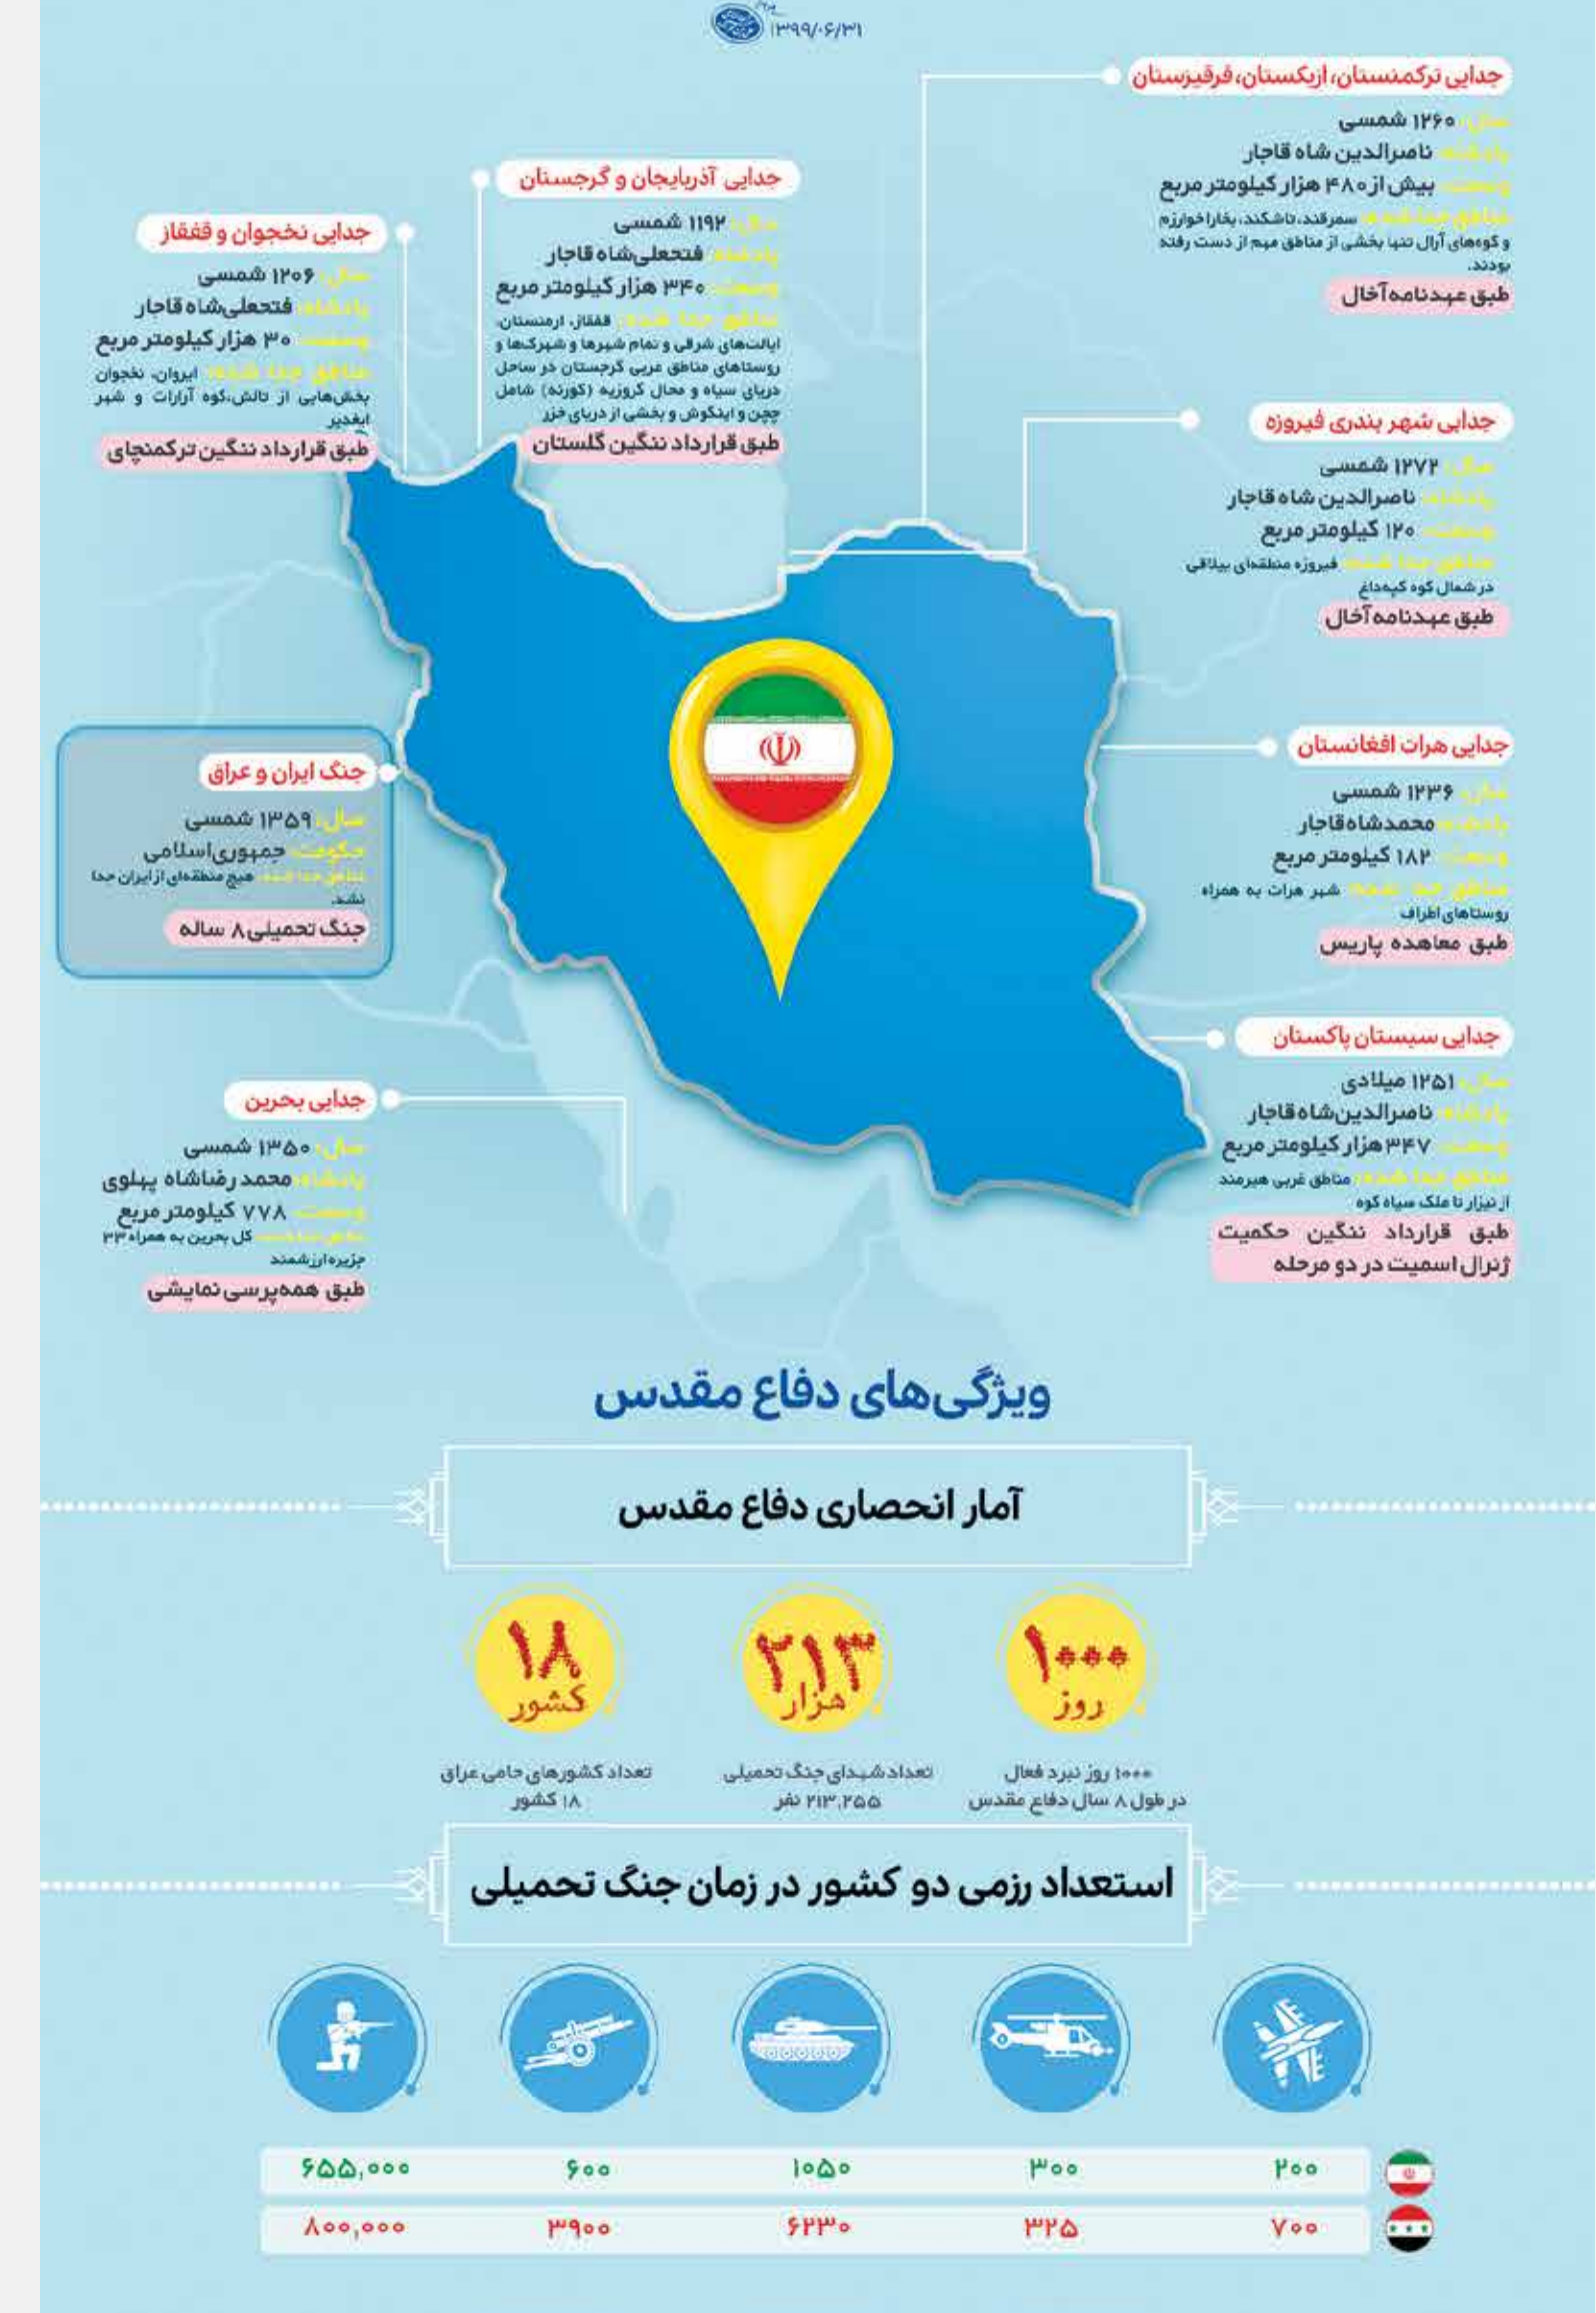 ۱۳۹۹/۰۶/۳۱
جدایی ترکمنستان، ازبکستان، قرقیزستان
سال: ۱۲۶۰ شمسی
پادشاه: ناصرالدین شاه قاجار
وسعت: بیش از ۴۸۰ هزار کیلومتر مربع
مناطق جدا شده: سمرقند، تاشکند، بخارا خوارزم
و کوه‌های آرال تنها بخشی از مناطق مهم از دست رفته
بودند.
طبق عهدنامه آخال
جدایی آذربایجان و گرجستان
سال: ۱۱۹۲ شمسی
پادشاه: فتحعلی‌شاه قاجار
وسعت: ۳۴۰ هزار کیلومتر مربع
مناطق جدا شده: قفقاز، ارمنستان،
ایالت‌های شرقی و تمام شهرها و شهرک‌ها و
روستاهای مناطق غربی گرجستان در ساحل
دریای سیاه و محال کروزیه (کورنه) شامل
چچن و اینگوش و بخشی از دریای خزر
طبق قرارداد ننگین گلستان
جدایی نخجوان و قفقاز
سال: ۱۲۰۶ شمسی
پادشاه: فتحعلی‌شاه قاجار
وسعت: ۳۰ هزار کیلومتر مربع
مناطق جدا شده: ایروان، نخجوان
بخش‌هایی از تالش، کوه آرارات و شهر
ایغدیر
طبق قرارداد ننگین ترکمنچای
جدایی شهر بندری فیروزه
سال: ۱۲۷۲ شمسی
پادشاه: ناصرالدین شاه قاجار
وسعت: ۱۲۰ کیلومتر مربع
مناطق جدا شده: فیروزه منطقه‌ای ییلاقی
در شمال کوه کپه‌داغ
طبق عهدنامه آخال
جدایی هرات افغانستان
سال: ۱۲۳۶ شمسی
پادشاه: محمدشاه قاجار
وسعت: ۱۸۲ کیلومتر مربع
مناطق جدا شده: شهر هرات به همراه
روستاهای اطراف
طبق معاهده پاریس
جنگ ایران و عراق
سال: ۱۳۵۹ شمسی
حکومت: جمهوری اسلامی
مناطق جدا شده: هیچ منطقه‌ای از ایران جدا
نشد.
جنگ تحمیلی ۸ ساله
جدایی سیستان پاکستان
سال: ۱۲۵۱ میلادی
پادشاه: ناصرالدین‌شاه قاجار
وسعت: ۳۴۷ هزار کیلومتر مربع
مناطق جدا شده: مناطق غربی هیرمند
از نیزار تا ملک سیاه کوه
طبق قرارداد ننگین حکمیت
ژنرال اسمیت در دو مرحله
جدایی بحرین
سال: ۱۳۵۰ شمسی
پادشاه: محمد رضاشاه پهلوی
وسعت: ۷۷۸ کیلومتر مربع
مناطق جدا شده: کل بحرین به همراه ۳۳
جزیره ارزشمند
طبق همه‌پرسی نمایشی
ویژگی‌های دفاع مقدس
آمار انحصاری دفاع مقدس
۱۰۰۰ روز
۲۱۳ هزار
۱۸ کشور
۱۰۰۰ روز نبرد فعال
در طول ۸ سال دفاع مقدس
تعداد شهدای جنگ تحمیلی
۲۱۳,۲۵۵ نفر
تعداد کشورهای حامی عراق
۱۸ کشور
استعداد رزمی دو کشور در زمان جنگ تحمیلی
۲۰۰ ۳۰۰ ۱۰۵۰ ۶۰۰ ۶۵۵,۰۰۰
۷۰۰ ۳۲۵ ۶۲۳۰ ۳۹۰۰ ۸۰۰,۰۰۰